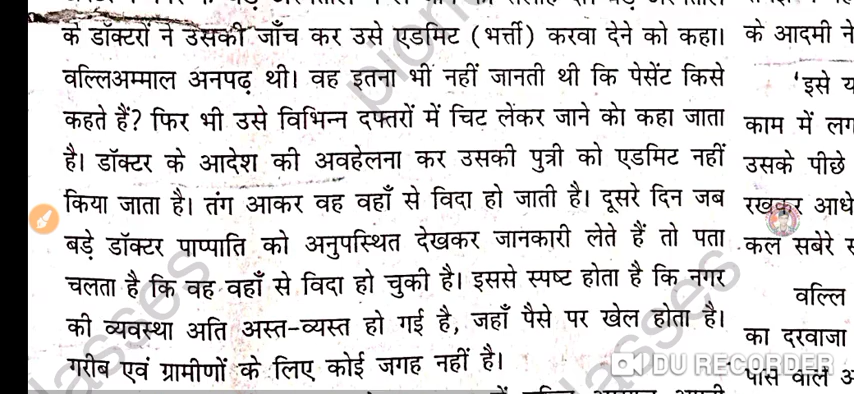 के डॉक्टरों ने उसकी जाँच कर उसे एडमिट (भर्त्ती) करवा देने को कहा।
वल्लिअम्माल अनपढ़ थी। वह इतना भी नहीं जानती थी कि पेसेंट किसे
कहते हैं? फिर भी उसे विभिन्न दफ्तरों में चिट लेकर जाने को कहा जाता
है। डॉक्टर के आदेश की अवहेलना कर उसकी पुत्री को एडमिट नहीं
किया जाता है। तंग आकर वह वहाँ से विदा हो जाती है। दूसरे दिन जब
बड़े डॉक्टर पाप्पाति को अनुपस्थित देखकर जानकारी लेते हैं तो पता
चलता है कि वह वहाँ से विदा हो चुकी है। इससे स्पष्ट होता है कि नगर
की व्यवस्था अति अस्त-व्यस्त हो गई है, जहाँ पैसे पर खेल होता है।
गरीब एवं ग्रामीणों के लिए कोई जगह नहीं है।
के आदमी ने
'इसे
काम में
उसके पीछे
रखकर आधे
कल सबेरे
वल्लि
का दरवाजा
पास वाले
DU RECORDER